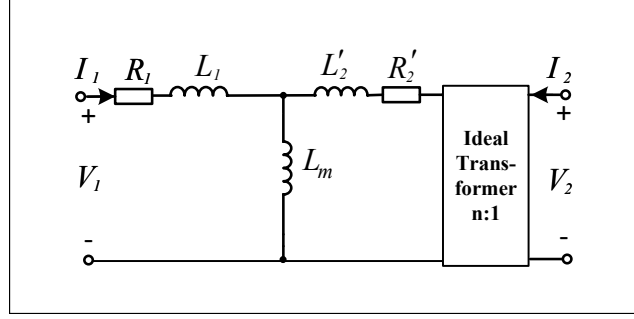 I1 R1 L1 L'2 R'2 I2
+ +
Ideal
Trans-
former
n:1
V1 Lm V2
- -